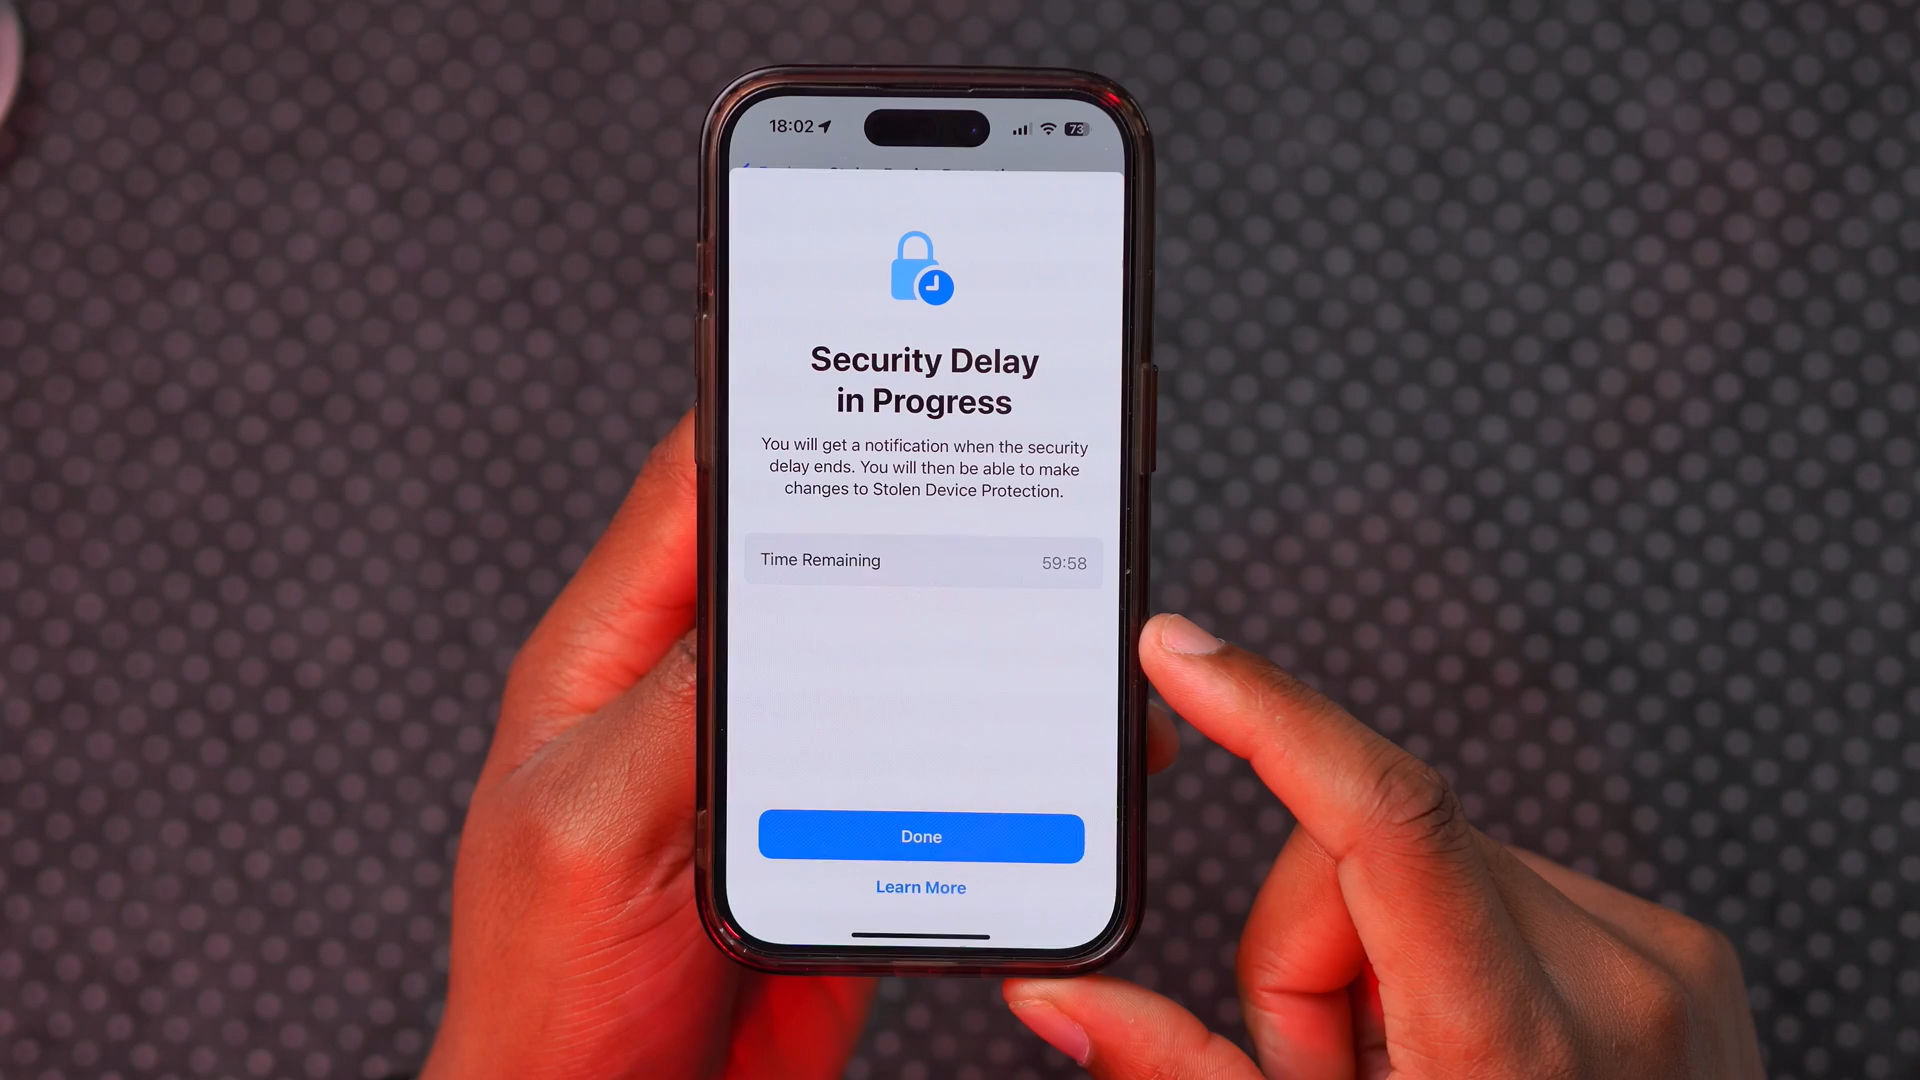 18:02
73
Security Delay
in Progress
You will get a notification when the security
delay ends. You will then be able to make
changes to Stolen Device Protection.
Time Remaining 59:58
Done
Learn More